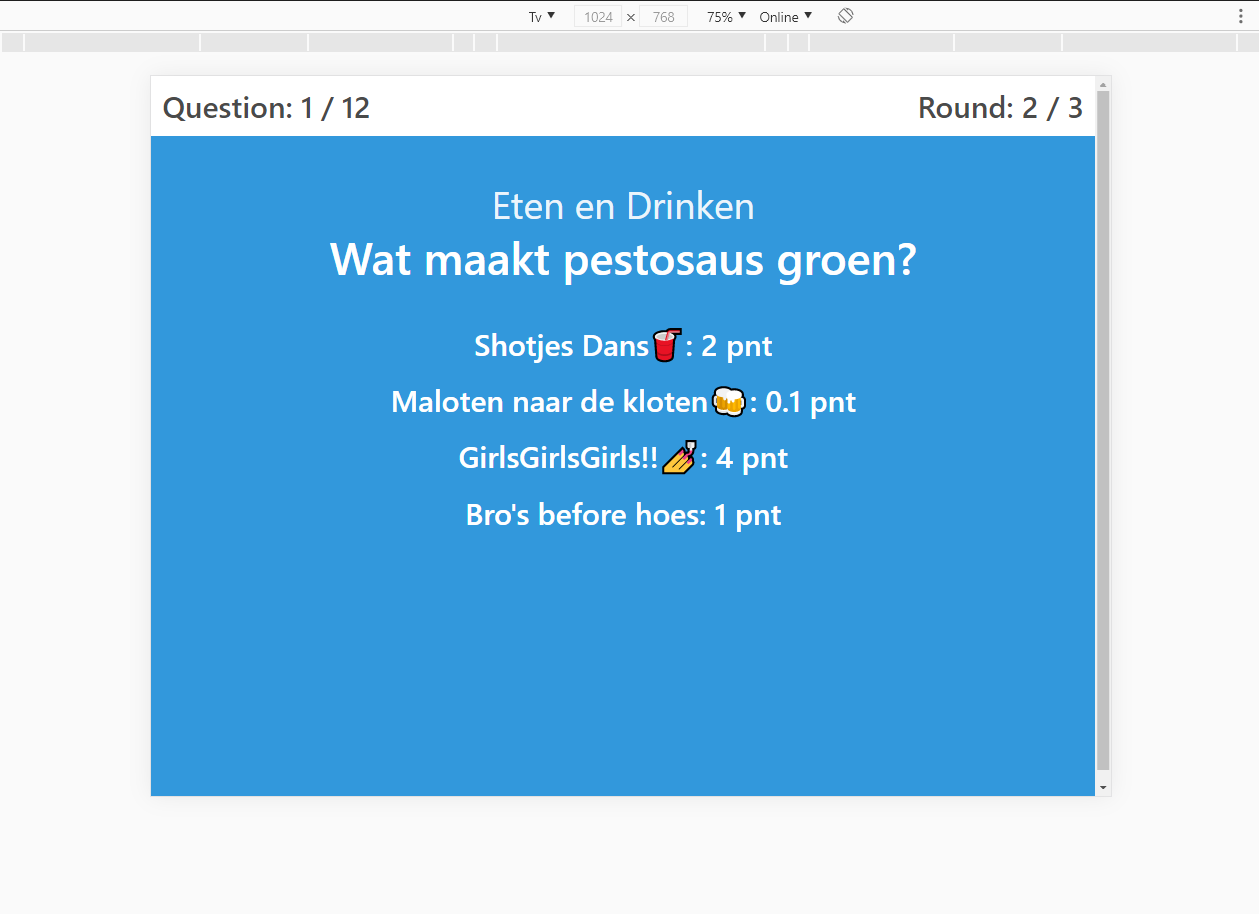 Tv ▼ 1024 × 768 75% ▼ Online ▼
Question: 1 / 12 Round: 2 / 3
Eten en Drinken
Wat maakt pestosaus groen?
Shotjes Dans🥤: 2 pnt
Maloten naar de kloten🍻: 0.1 pnt
GirlsGirlsGirls!!💅: 4 pnt
Bro's before hoes: 1 pnt